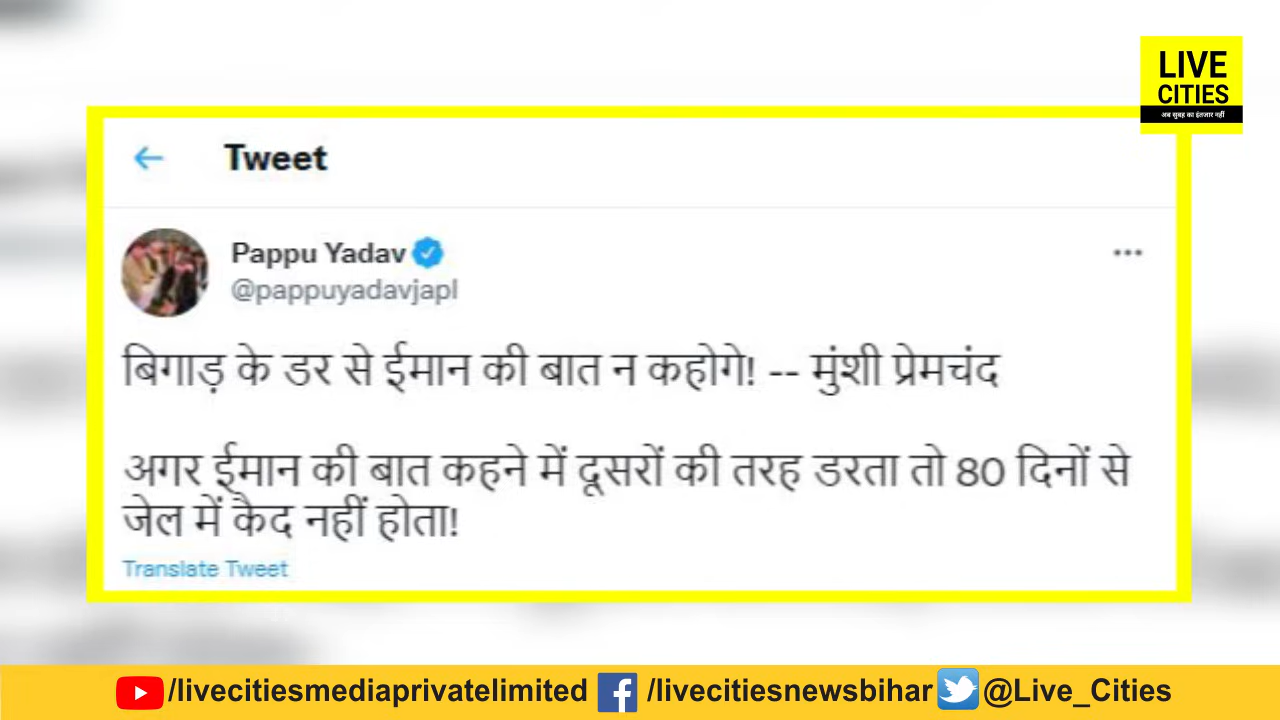 LIVE
CITIES
अब सुबह का इंतजार नहीं
Tweet
Pappu Yadav
@pappuyadavjapl
बिगाड़ के डर से ईमान की बात न कहोगे! -- मुंशी प्रेमचंद
अगर ईमान की बात कहने में दूसरों की तरह डरता तो 80 दिनों से
जेल में कैद नहीं होता!
Translate Tweet
/livecitiesmediaprivatelimited /livecitiesnewsbihar @Live_Cities